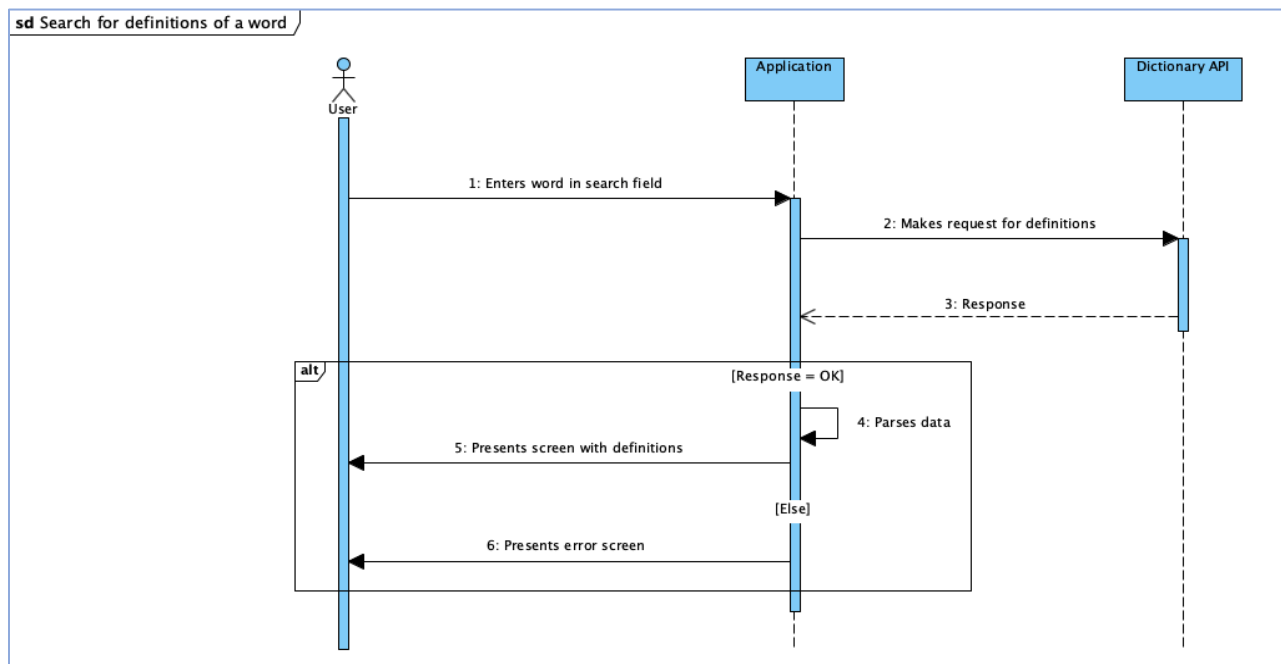 sd Search for definitions of a word
User
Application
Dictionary API
1: Enters word in search field
2: Makes request for definitions
3: Response
alt
[Response = OK]
4: Parses data
5: Presents screen with definitions
[Else]
6: Presents error screen